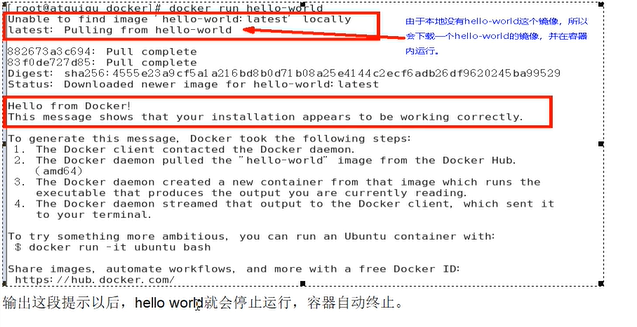 [root@atguigu docker]# docker run hello-world
Unable to find image 'hello-world:latest' locally
latest: Pulling from hello-world
由于本地没有hello-world这个镜像，所以
会下载一个hello-world的镜像，并在容器
内运行。
882673a3c694: Pull complete
83f0de727d85: Pull complete
Digest: sha256:4555e23a9cf5a1a216bd8b0d71b08a25e4144c2ecf6adb26df9620245ba99529
Status: Downloaded newer image for hello-world:latest
Hello from Docker!
This message shows that your installation appears to be working correctly.
To generate this message, Docker took the following steps:
1. The Docker client contacted the Docker daemon.
2. The Docker daemon pulled the "hello-world" image from the Docker Hub.
(amd64)
3. The Docker daemon created a new container from that image which runs the
executable that produces the output you are currently reading.
4. The Docker daemon streamed that output to the Docker client, which sent it
to your terminal.
To try something more ambitious, you can run an Ubuntu container with:
$ docker run -it ubuntu bash
Share images, automate workflows, and more with a free Docker ID:
https://hub.docker.com/
输出这段提示以后，hello world就会停止运行，容器自动终止。